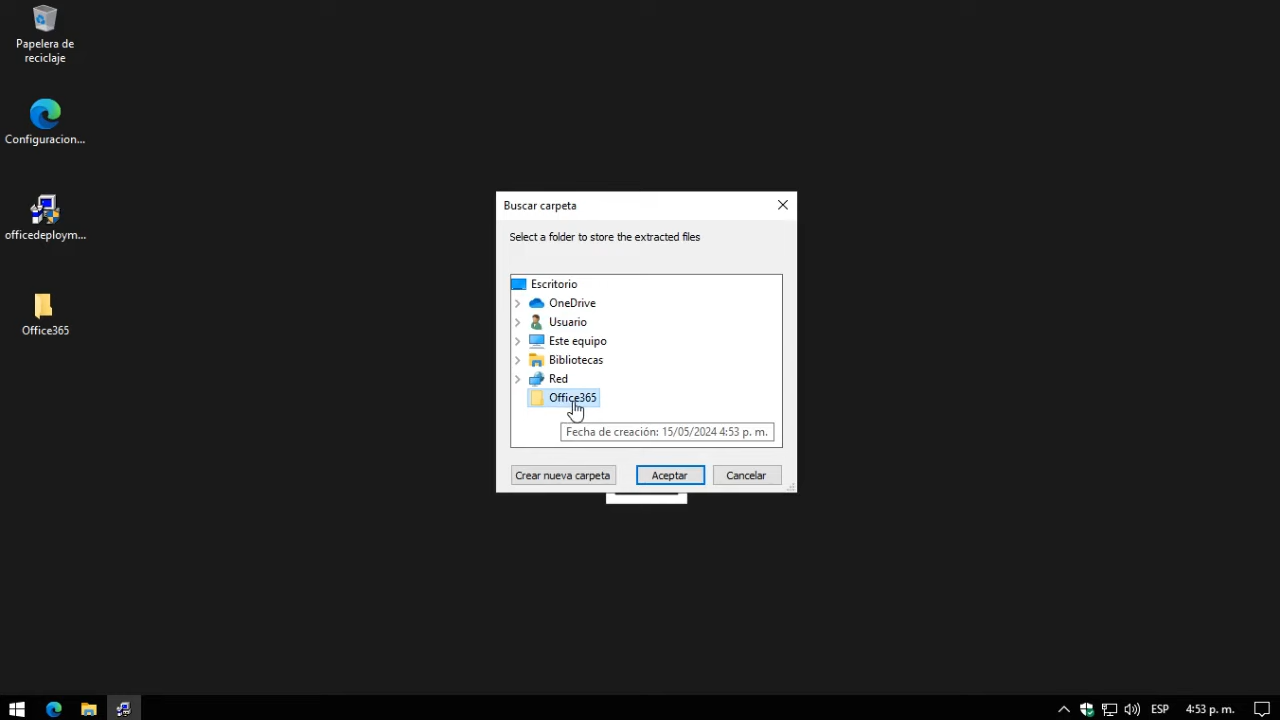 Papelera de
reciclaje
Configuracion...
officedeploym...
Office365
Buscar carpeta
Select a folder to store the extracted files
Escritorio
OneDrive
Usuario
Este equipo
Bibliotecas
Red
Office365
Fecha de creación: 15/05/2024 4:53 p. m.
Crear nueva carpeta
Aceptar
Cancelar
ESP
4:53 p. m.